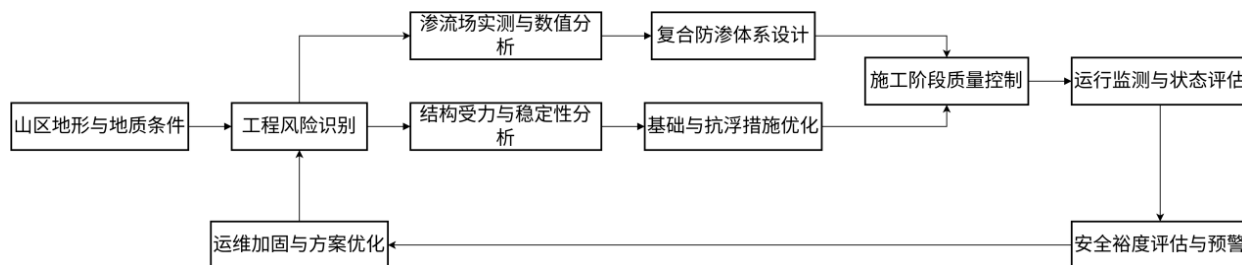 渗流场实测与数值分
析
复合防渗体系设计
施工阶段质量控制
运行监测与状态评估
山区地形与地质条件
工程风险识别
结构受力与稳定性分
析
基础与抗浮措施优化
运维加固与方案优化
安全裕度评估与预警